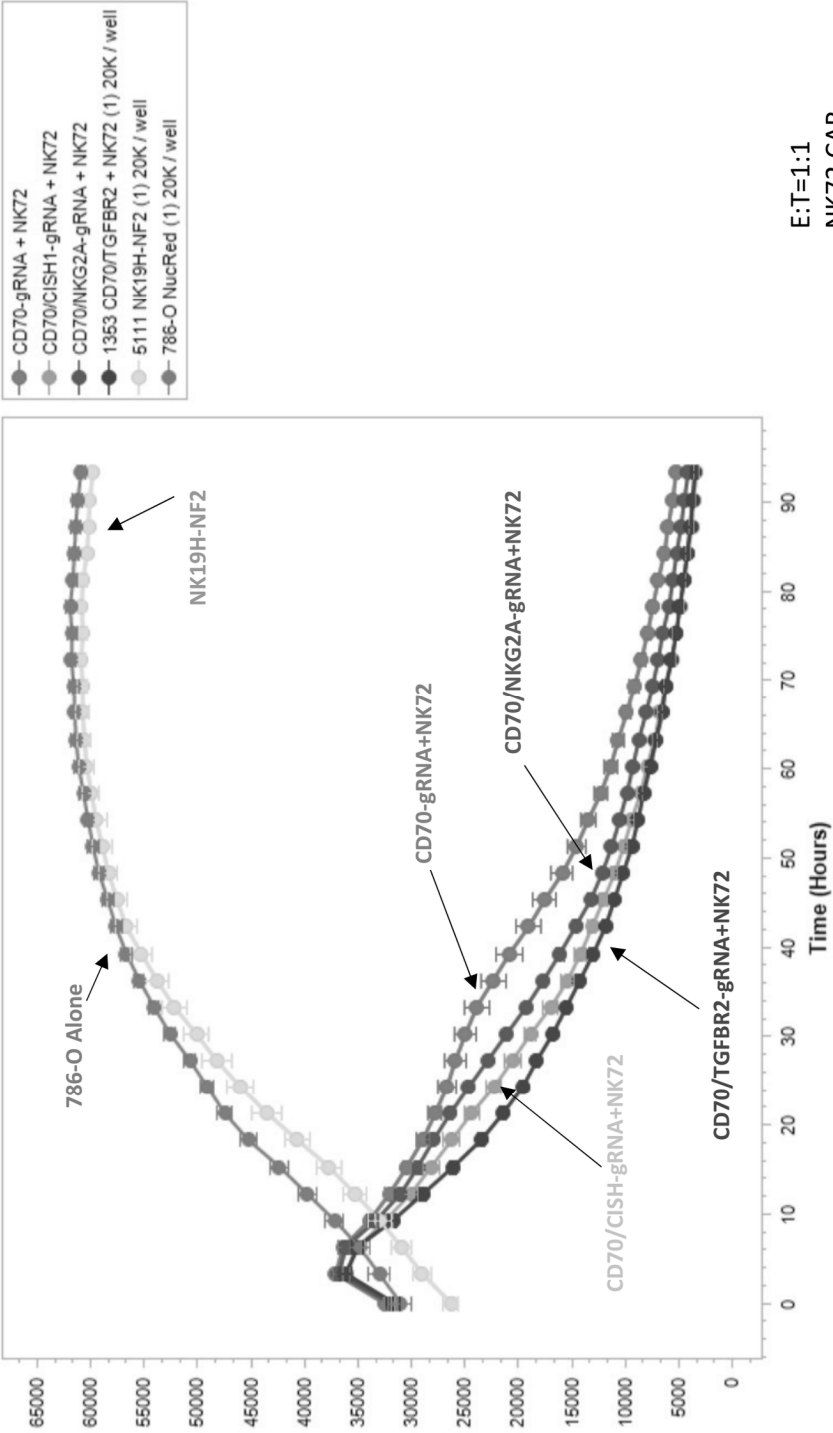 CD70-gRNA + NK72
CD70/CISH1-gRNA + NK72
CD70/NKG2A-gRNA + NK72
1353 CD70/TGFBR2 + NK72 (1) 20K / well
5111 NK19H-NF2 (1) 20K / well
786-O NucRed (1) 20K / well
65000
60000
55000
50000
45000
40000
35000
30000
25000
20000
15000
10000
5000
0
786-O Alone
NK19H-NF2
CD70-gRNA+NK72
CD70/NKG2A-gRNA+NK72
CD70/CISH-gRNA+NK72
CD70/TGFBR2-gRNA+NK72
0
10
20
30
40
50
60
70
80
90
Time (Hours)
E:T=1:1
NK72-CAR